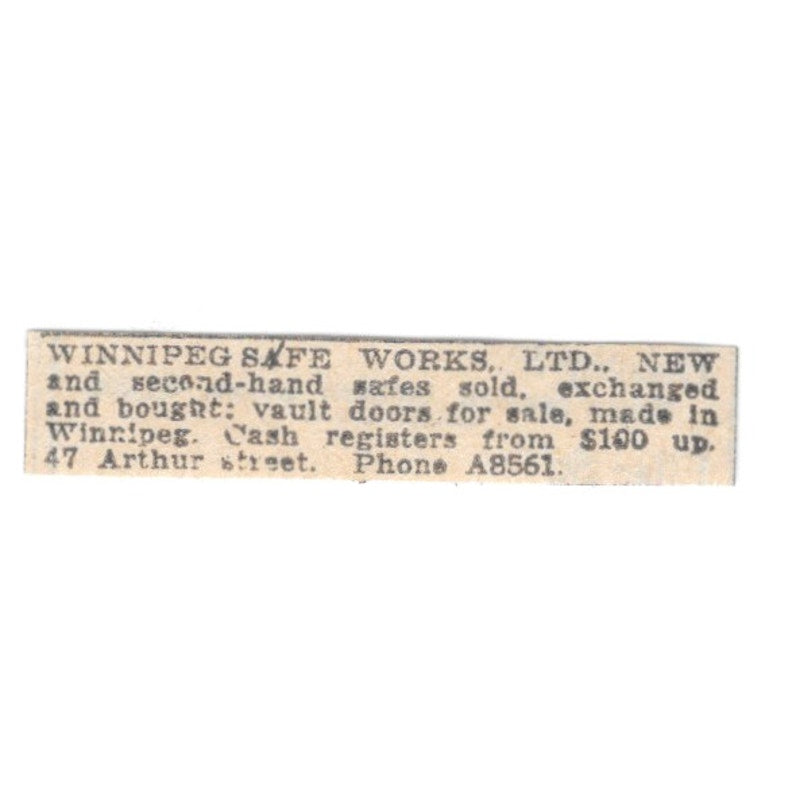 WINNIPEG SAFE WORKS, LTD., NEW
and second-hand safes sold, exchanged
and bought; vault doors for sale, made in
Winnipeg. Cash registers from $100 up.
47 Arthur street. Phone A8561.